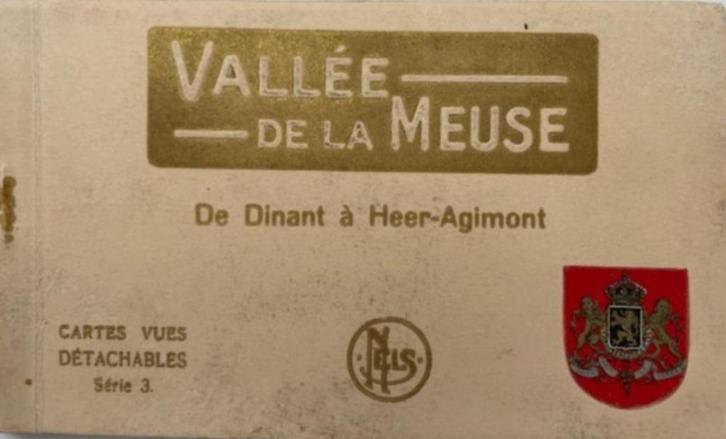 VALLÉE
DE LA MEUSE
De Dinant à Heer-Agimont
CARTES VUES
DÉTACHABLES
Série 3.
NELS